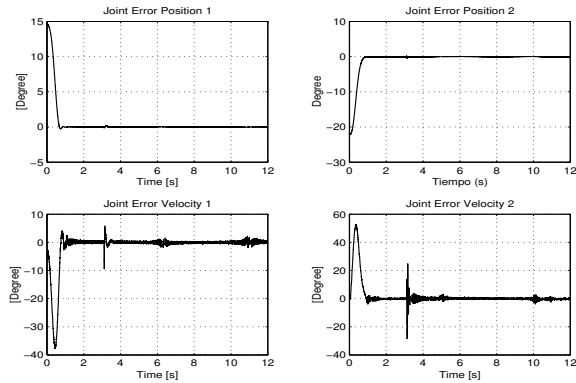 Joint Error Position 1
15
10
5
0
−5
[Degree]
0 2 4 6 8 10 12
Time [s]
Joint Error Position 2
10
0
−10
−20
−30
Degree
0 2 4 6 8 10 12
Tiempo (s)
Joint Error Velocity 1
10
0
−10
−20
−30
−40
[Degree]
0 2 4 6 8 10 12
Time [s]
Joint Error Velocity 2
60
40
20
0
−20
−40
[Degree]
0 2 4 6 8 10 12
Time [s]